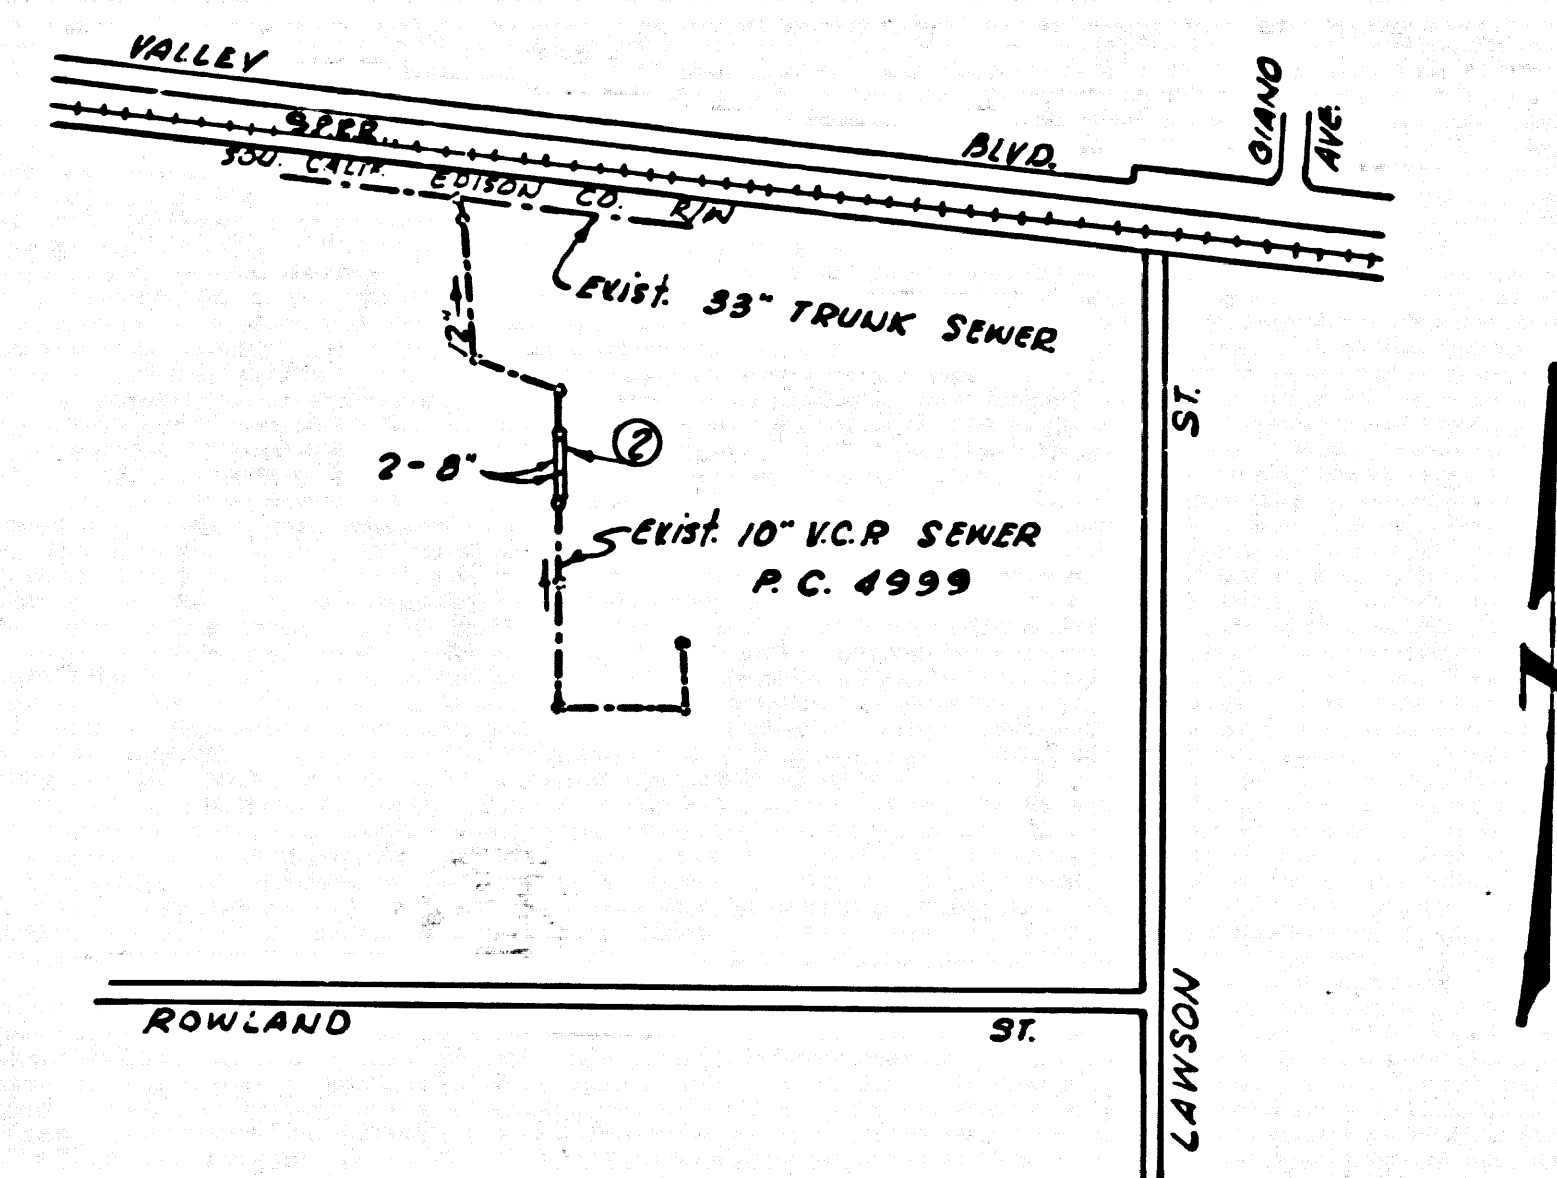 VALLEY BLVD.
GIANO AVE.
S.P.R.R.
SOU. CALIF. EDISON CO. R/W
Exist. 33" TRUNK SEWER
12"
ST.
2
2-8"
Exist. 10" V.C.P. SEWER
P. C. 4999
ROWLAND ST.
LAWSON